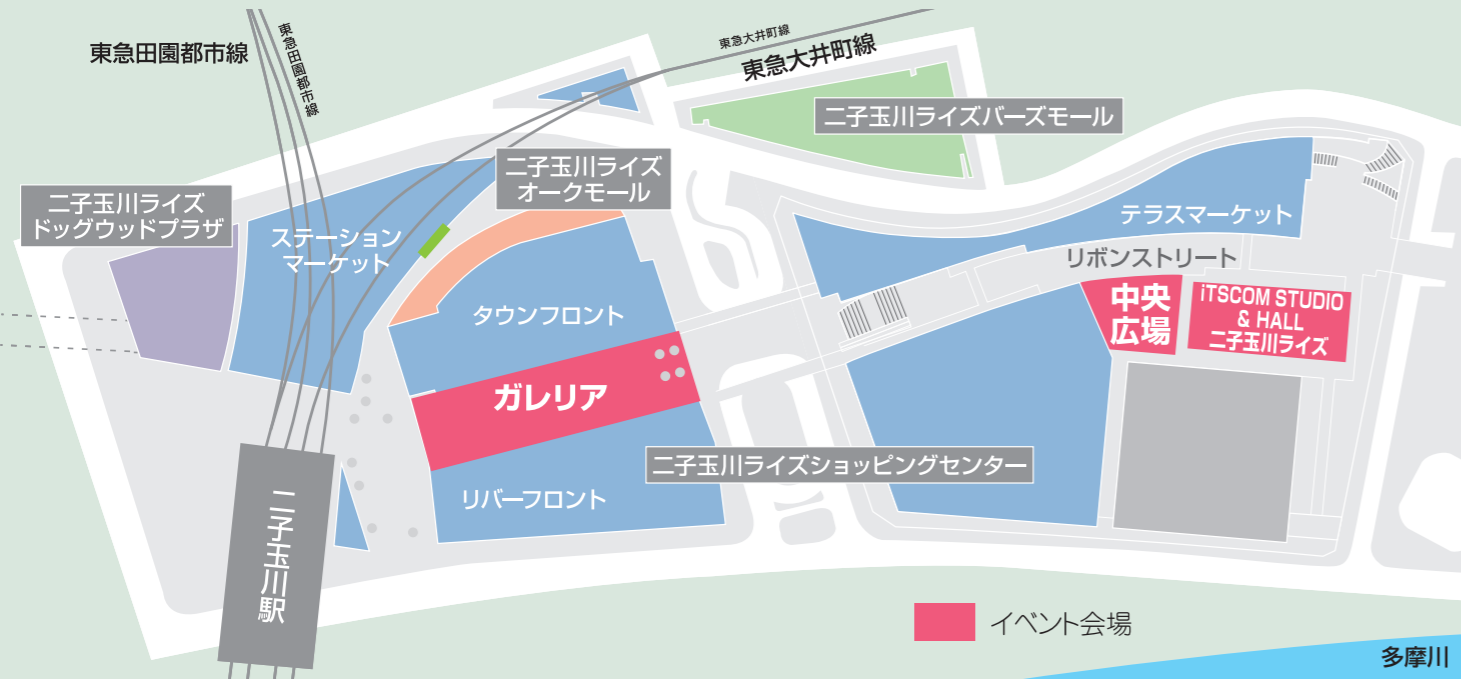 東急田園都市線
東急田園都市線
東急大井町線
東急大井町線
二子玉川ライズバーズモール
二子玉川ライズ
オークモール
二子玉川ライズ
ドッグウッドプラザ
ステーション
マーケット
テラスマーケット
リボンストリート
タウンフロント
中央
広場
iTSCOM STUDIO
& HALL
二子玉川ライズ
ガレリア
二子玉川ライズショッピングセンター
リバーフロント
二子玉川駅
イベント会場
多摩川